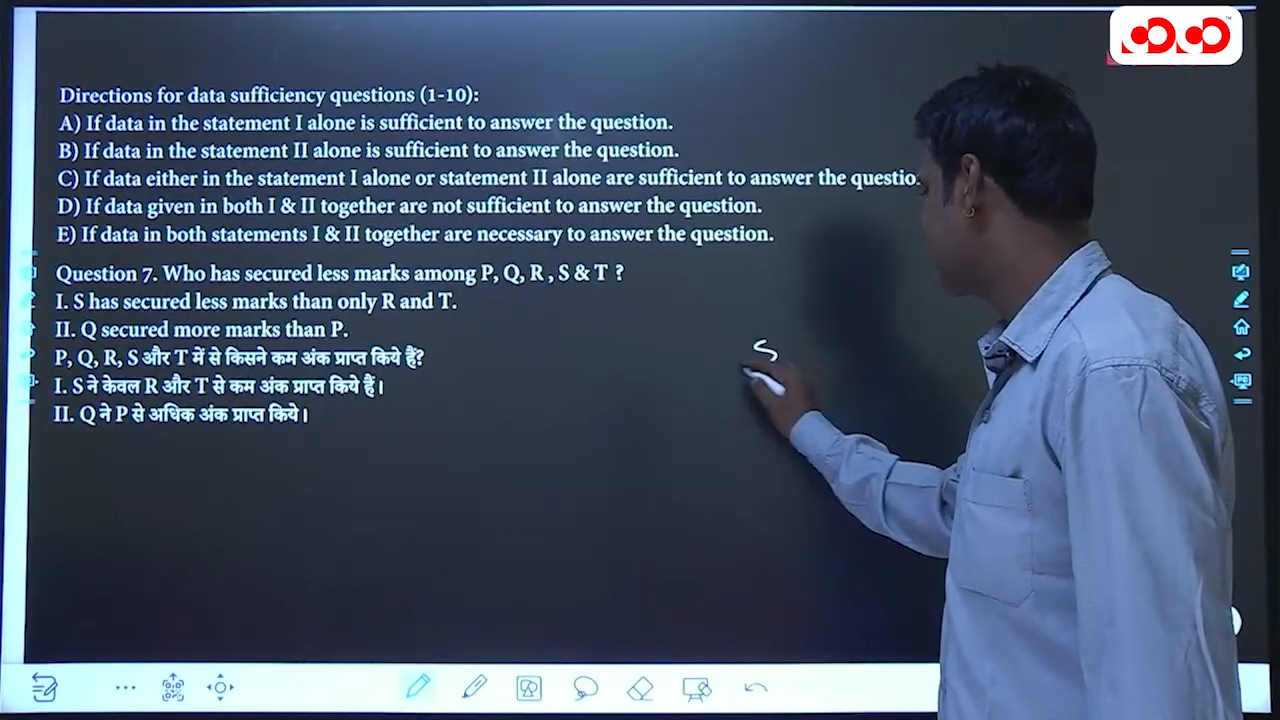 Directions for data sufficiency questions (1-10):
A) If data in the statement I alone is sufficient to answer the question.
B) If data in the statement II alone is sufficient to answer the question.
C) If data either in the statement I alone or statement II alone are sufficient to answer the questio
D) If data given in both I & II together are not sufficient to answer the question.
E) If data in both statements I & II together are necessary to answer the question.
Question 7. Who has secured less marks among P, Q, R , S & T ?
I. S has secured less marks than only R and T.
II. Q secured more marks than P.
P, Q, R, S और T में से किसने कम अंक प्राप्त किये हैं?
I. S ने केवल R और T से कम अंक प्राप्त किये हैं।
II. Q ने P से अधिक अंक प्राप्त किये।
S